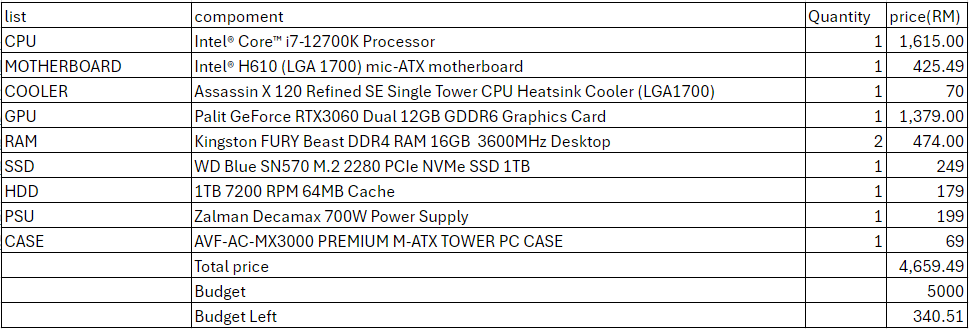 list compoment Quantity price(RM)
CPU Intel® Core™ i7-12700K Processor 1 1,615.00
MOTHERBOARD Intel® H610 (LGA 1700) mic-ATX motherboard 1 425.49
COOLER Assassin X 120 Refined SE Single Tower CPU Heatsink Cooler (LGA1700) 1 70
GPU Palit GeForce RTX3060 Dual 12GB GDDR6 Graphics Card 1 1,379.00
RAM Kingston FURY Beast DDR4 RAM 16GB 3600MHz Desktop 2 474.00
SSD WD Blue SN570 M.2 2280 PCIe NVMe SSD 1TB 1 249
HDD 1TB 7200 RPM 64MB Cache 1 179
PSU Zalman Decamax 700W Power Supply 1 199
CASE AVF-AC-MX3000 PREMIUM M-ATX TOWER PC CASE 1 69
Total price 4,659.49
Budget 5000
Budget Left 340.51